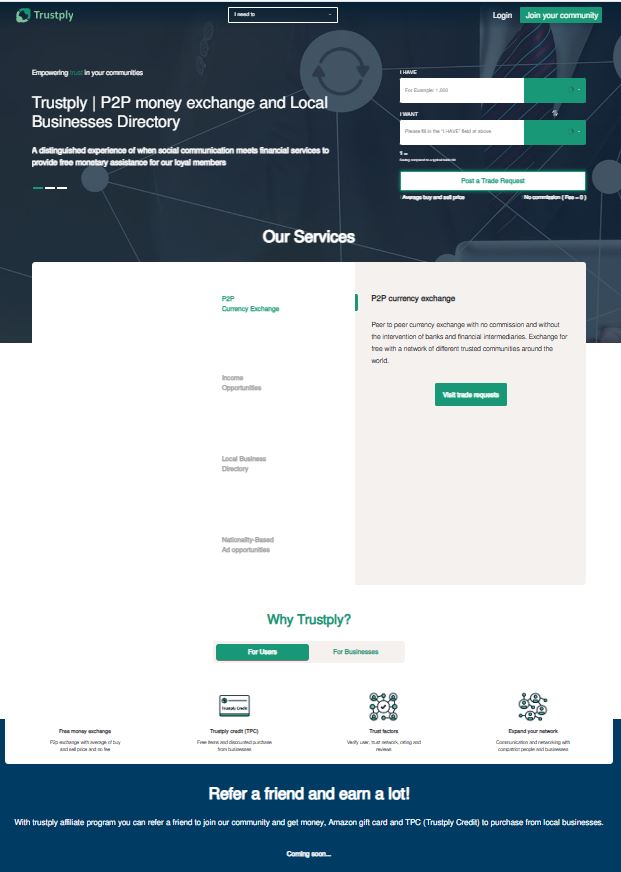 Trustply
I need to
Login
Join your community
Empowering trust in your communities
Trustply | P2P money exchange and Local
Businesses Directory
A distinguished experience of when social communication meets financial services to
provide free monetary assistance for our loyal members
I HAVE
For Example: 1,000
I WANT
Please fill in the "I HAVE" field at above
Post a Trade Request
Average buy and sell price
No commission ( Fee = 0 )
Our Services
P2P
Currency Exchange
Income
Opportunities
Local Business
Directory
Nationality-Based
Ad opportunities
P2P currency exchange
Peer to peer currency exchange with no commission and without
the intervention of banks and financial intermediaries. Exchange for
free with a network of different trusted communities around the
world.
Visit trade requests
Why Trustply?
For Users
For Businesses
Free money exchange
P2p exchange with average of buy
and sell price and no fee
Trustply Credit
Trustply credit (TPC)
Free items and discounted purchase
from businesses
Trust factors
Verify user, trust network, rating and
reviews
Expand your network
Communication and networking with
compatriot people and businesses
Refer a friend and earn a lot!
With trustply affiliate program you can refer a friend to join our community and get money, Amazon gift card and TPC (Trustply Credit) to purchase from local businesses.
Coming soon...